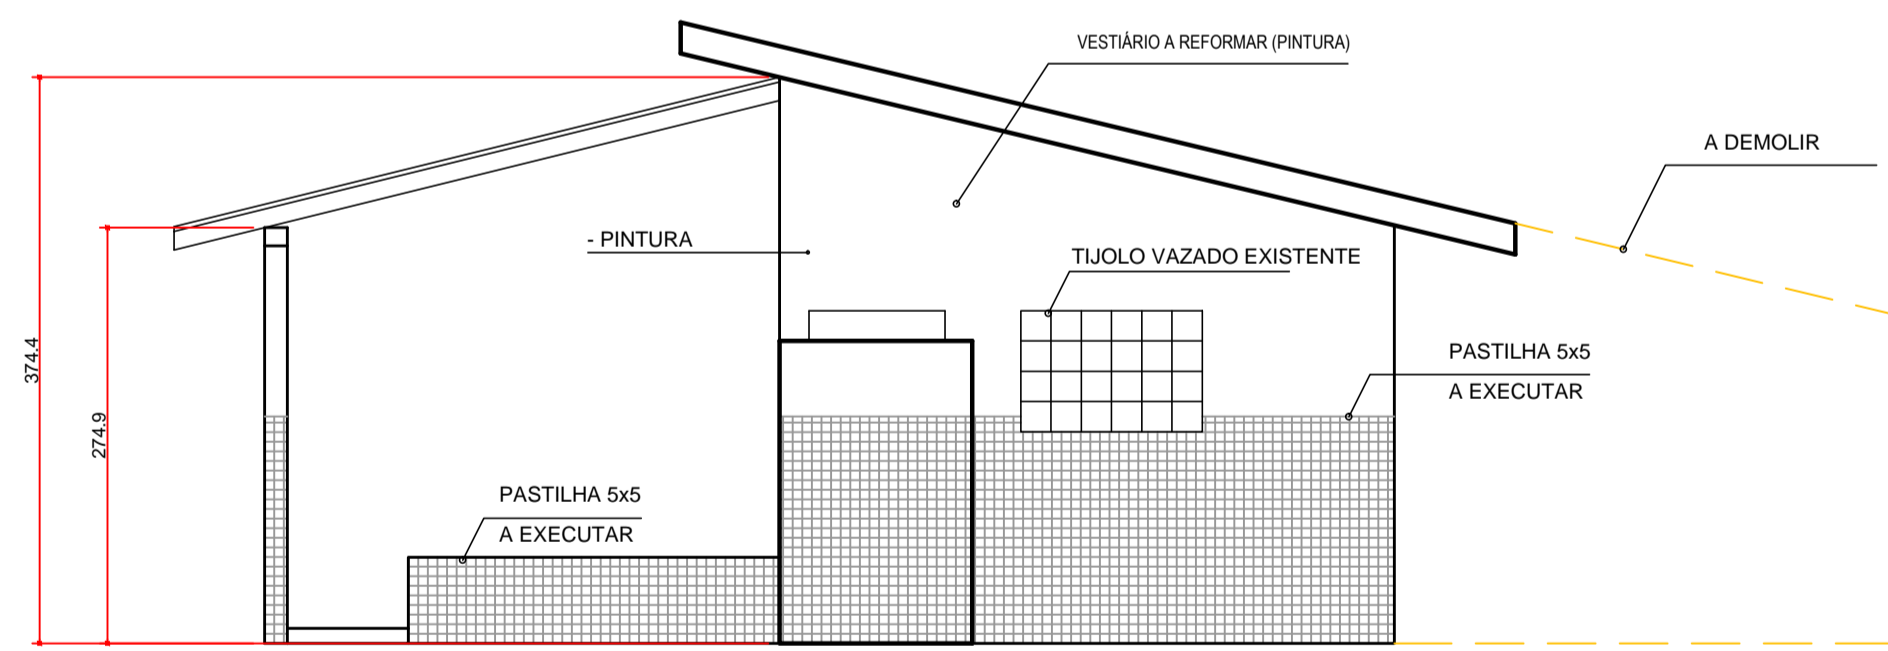 VESTIÁRIO A REFORMAR (PINTURA)
A DEMOLIR
- PINTURA
TIJOLO VAZADO EXISTENTE
374.4
274.9
PASTILHA 5x5
A EXECUTAR
PASTILHA 5x5
A EXECUTAR